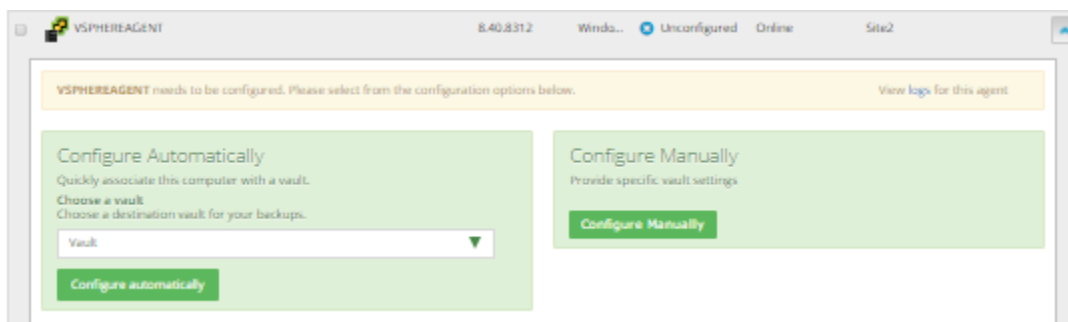 VSPHEREAGENT 8.40.8312 Windo... Unconfigured Online Site2
VSPHEREAGENT needs to be configured. Please select from the configuration options below. View logs for this agent
Configure Automatically
Quickly associate this computer with a vault.
Choose a vault
Choose a destination vault for your backups.
Vault
Configure automatically
Configure Manually
Provide specific vault settings
Configure Manually